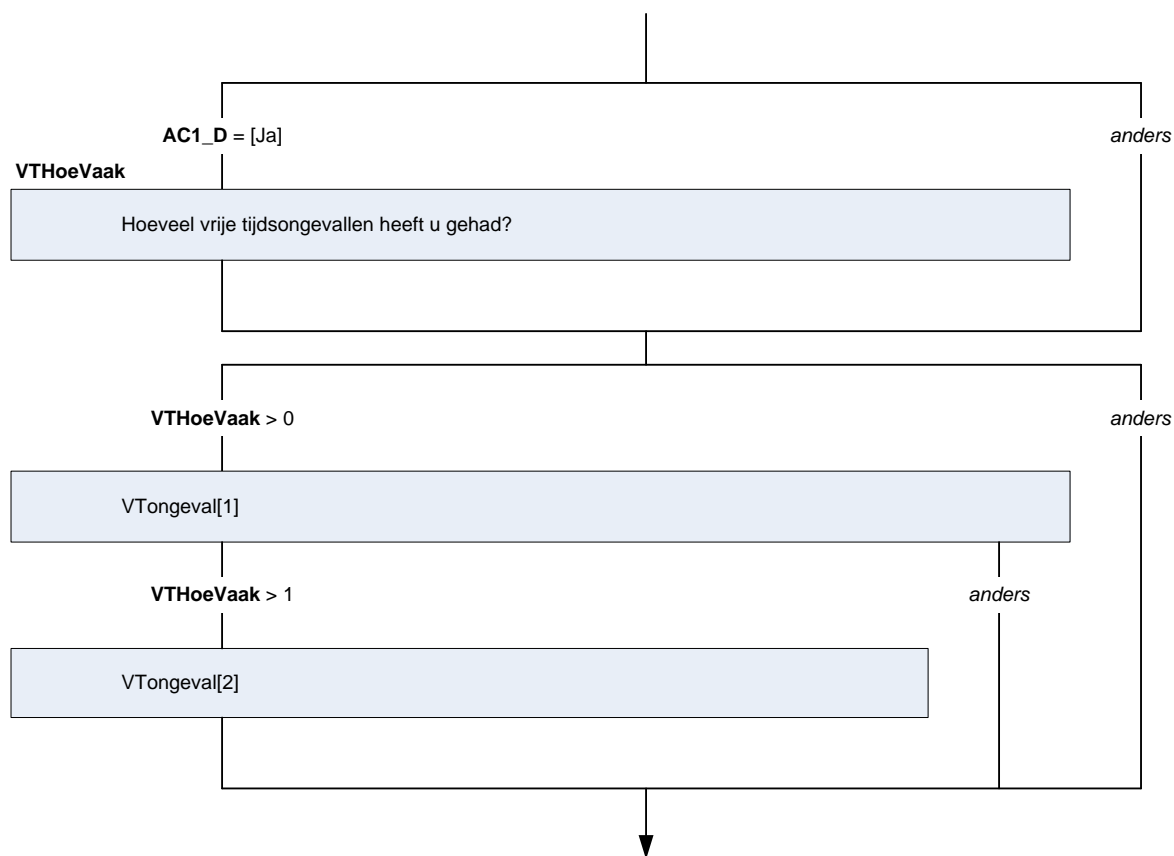 AC1_D = [Ja]
anders
VTHoeVaak
Hoeveel vrije tijdsongevallen heeft u gehad?
VTHoeVaak > 0
anders
VTongeval[1]
VTHoeVaak > 1
anders
VTongeval[2]